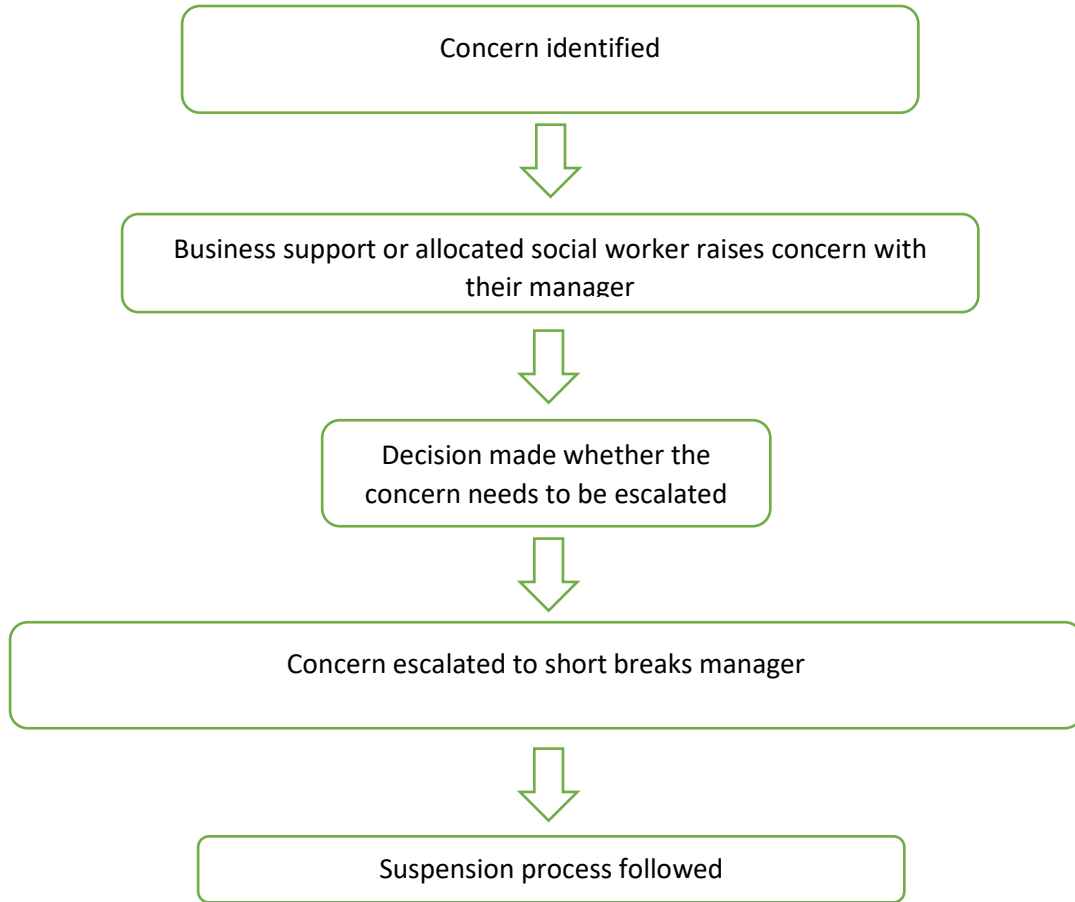 Concern identified
Business support or allocated social worker raises concern with
their manager
Decision made whether the
concern needs to be escalated
Concern escalated to short breaks manager
Suspension process followed